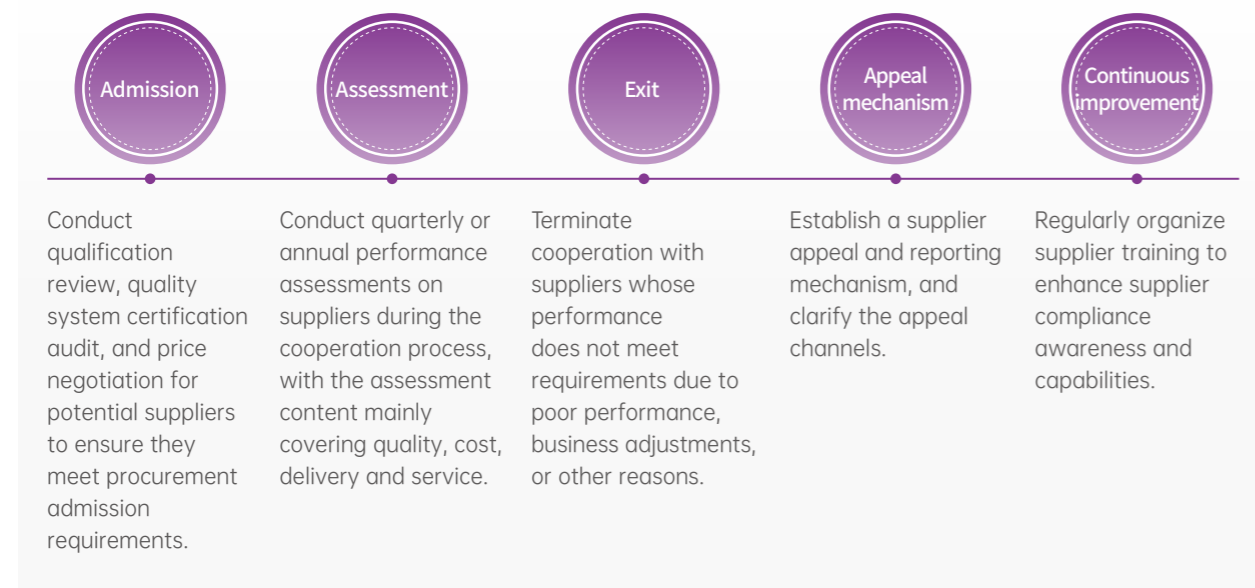 Admission
Assessment
Exit
Appeal
mechanism
Continuous
improvement
Conduct
qualification
review, quality
system certification
audit, and price
negotiation for
potential suppliers
to ensure they
meet procurement
admission
requirements.
Conduct quarterly or
annual performance
assessments on
suppliers during the
cooperation process,
with the assessment
content mainly
covering quality, cost,
delivery and service.
Terminate
cooperation with
suppliers whose
performance
does not meet
requirements due to
poor performance,
business adjustments,
or other reasons.
Establish a supplier
appeal and reporting
mechanism, and
clarify the appeal
channels.
Regularly organize
supplier training to
enhance supplier
compliance
awareness and
capabilities.